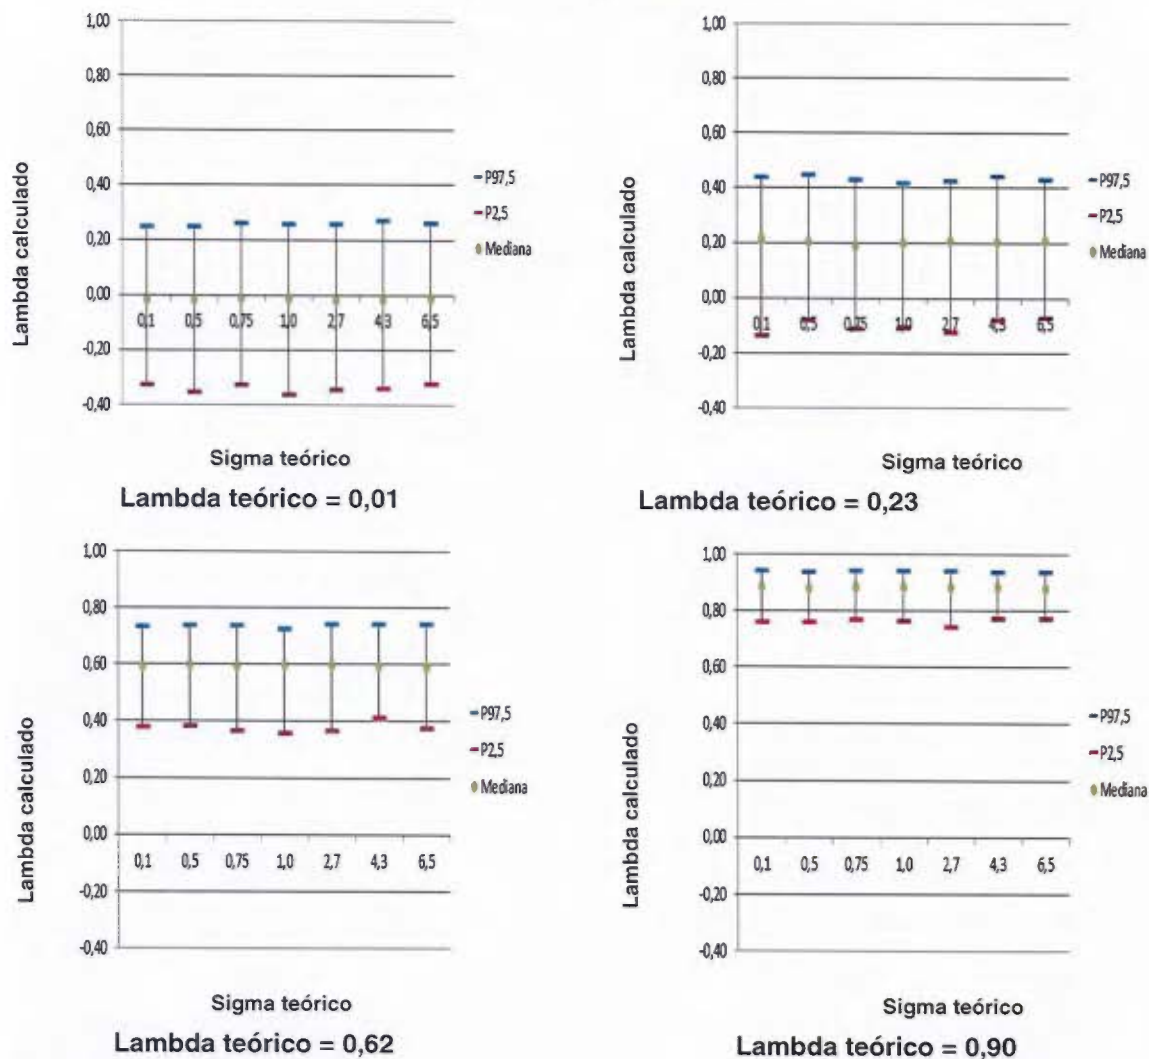 1,00
0,80
0,60
0,40
0,20
0,00
-0,20
-0,40
0,1 0,5 0,75 1,0 2,7 4,3 6,5
Lambda calculado
P97,5
P2,5
Mediana
Sigma teórico
Lambda teórico = 0,01
1,00
0,80
0,60
0,40
0,20
0,00
-0,20
-0,40
0,1 0,5 0,75 1,0 2,7 4,3 6,5
Lambda calculado
P97,5
P2,5
Mediana
Sigma teórico
Lambda teórico = 0,23
1,00
0,80
0,60
0,40
0,20
0,00
-0,20
-0,40
0,1 0,5 0,75 1,0 2,7 4,3 6,5
Lambda calculado
P97,5
P2,5
Mediana
Sigma teórico
Lambda teórico = 0,62
1,00
0,80
0,60
0,40
0,20
0,00
-0,20
-0,40
0,1 0,5 0,75 1,0 2,7 4,3 6,5
Lambda calculado
P97,5
P2,5
Mediana
Sigma teórico
Lambda teórico = 0,90